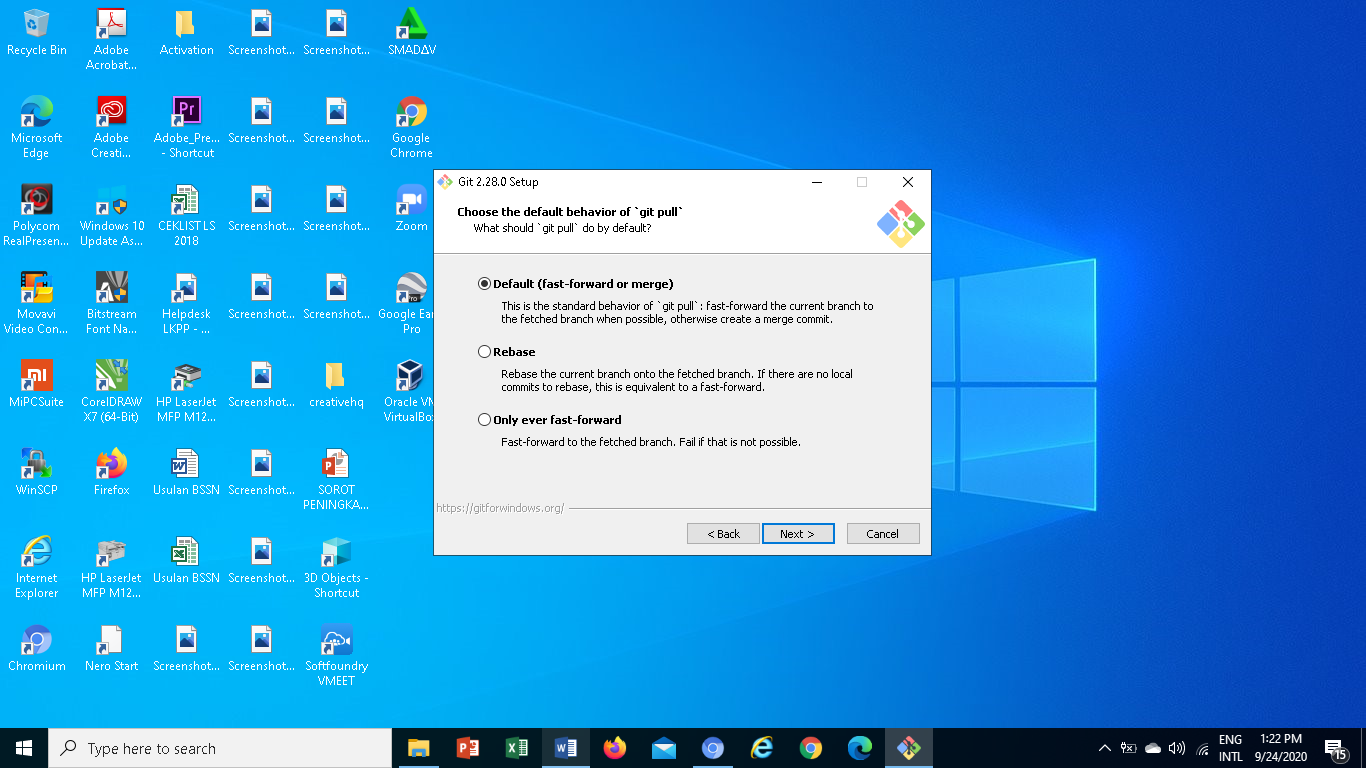 Recycle Bin
Adobe
Acrobat...
Activation
Screenshot...
Screenshot...
SMADΔV
Microsoft
Edge
Adobe
Creati...
Adobe_Pre...
- Shortcut
Screenshot...
Screenshot...
Google
Chrome
Polycom
RealPresen...
Windows 10
Update As...
CEKLIST LS
2018
Screenshot...
Screenshot...
Zoom
Movavi
Video Con...
Bitstream
Font Na...
Helpdesk
LKPP - ...
Screenshot...
Screenshot...
Google Ear
Pro
MiPCSuite
CorelDRAW
X7 (64-Bit)
HP LaserJet
MFP M12...
Screenshot...
creativehq
Oracle VM
VirtualBox
WinSCP
Firefox
Usulan BSSN
Screenshot...
SOROT
PENINGKA...
Internet
Explorer
HP LaserJet
MFP M12...
Usulan BSSN
Screenshot...
3D Objects -
Shortcut
Chromium
Nero Start
Screenshot...
Screenshot...
Softfoundry
VMEET
Git 2.28.0 Setup
Choose the default behavior of `git pull`
What should `git pull` do by default?
Default (fast-forward or merge)
This is the standard behavior of `git pull`: fast-forward the current branch to
the fetched branch when possible, otherwise create a merge commit.
Rebase
Rebase the current branch onto the fetched branch. If there are no local
commits to rebase, this is equivalent to a fast-forward.
Only ever fast-forward
Fast-forward to the fetched branch. Fail if that is not possible.
https://gitforwindows.org/
< Back
Next >
Cancel
Type here to search
ENG
INTL
1:22 PM
9/24/2020
15